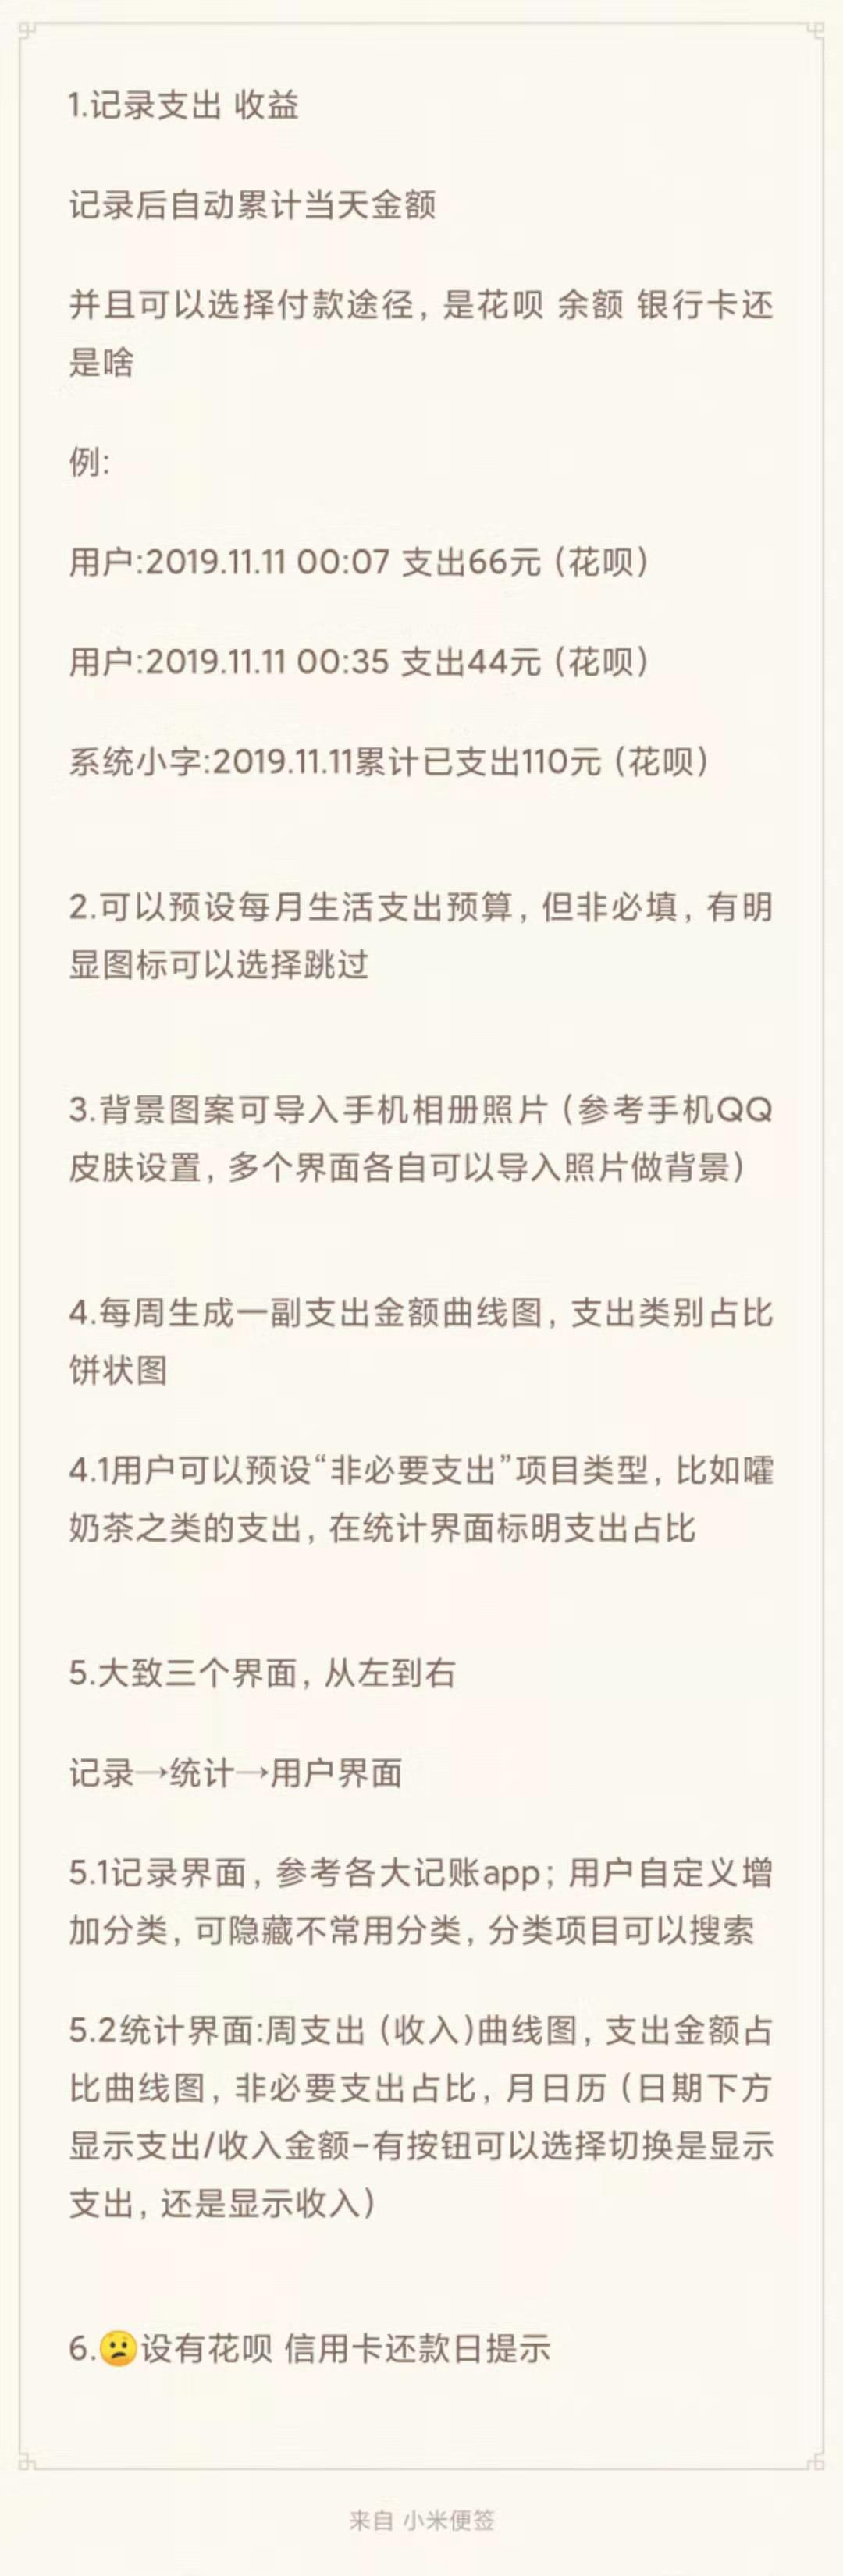 1.记录支出 收益
记录后自动累计当天金额
并且可以选择付款途径，是花呗 余额 银行卡还
是啥
例:
用户:2019.11.11 00:07 支出66元（花呗）
用户:2019.11.11 00:35 支出44元（花呗）
系统小字:2019.11.11累计已支出110元（花呗）
2.可以预设每月生活支出预算，但非必填，有明
显图标可以选择跳过
3.背景图案可导入手机相册照片（参考手机QQ
皮肤设置，多个界面各自可以导入照片做背景）
4.每周生成一副支出金额曲线图，支出类别占比
饼状图
4.1用户可以预设“非必要支出”项目类型，比如嚯
奶茶之类的支出，在统计界面标明支出占比
5.大致三个界面，从左到右
记录→统计→用户界面
5.1记录界面，参考各大记账app；用户自定义增
加分类，可隐藏不常用分类，分类项目可以搜索
5.2统计界面:周支出（收入)曲线图，支出金额占
比曲线图，非必要支出占比，月日历（日期下方
显示支出/收入金额-有按钮可以选择切换是显示
支出，还是显示收入）
6.😕设有花呗 信用卡还款日提示
来自 小米便签